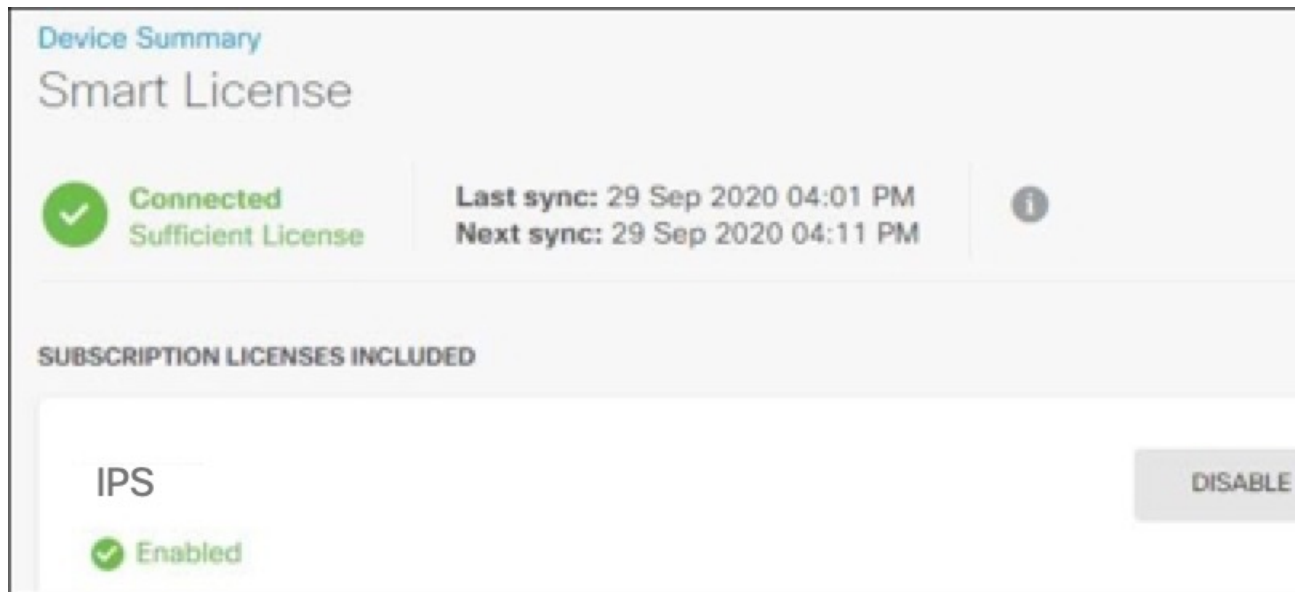 Device Summary
Smart License
Connected
Sufficient License
Last sync: 29 Sep 2020 04:01 PM
Next sync: 29 Sep 2020 04:11 PM
SUBSCRIPTION LICENSES INCLUDED
IPS
DISABLE
Enabled